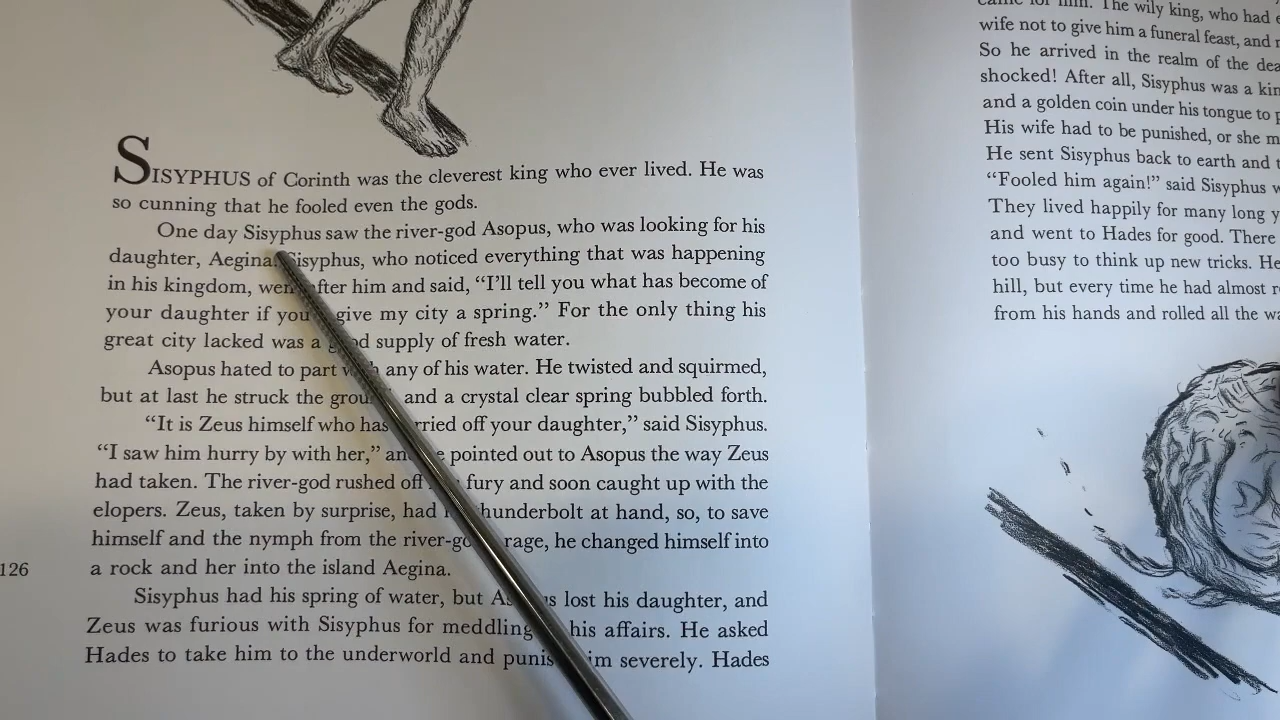 SISYPHUS of Corinth was the cleverest king who ever lived. He was
so cunning that he fooled even the gods.
One day Sisyphus saw the river-god Asopus, who was looking for his
daughter, Aegina. Sisyphus, who noticed everything that was happening
in his kingdom, went after him and said, “I'll tell you what has become of
your daughter if you give my city a spring.” For the only thing his
great city lacked was a good supply of fresh water.
Asopus hated to part with any of his water. He twisted and squirmed,
but at last he struck the ground, and a crystal clear spring bubbled forth.
“It is Zeus himself who has carried off your daughter,” said Sisyphus.
“I saw him hurry by with her,” and he pointed out to Asopus the way Zeus
had taken. The river-god rushed off in fury and soon caught up with the
elopers. Zeus, taken by surprise, had no thunderbolt at hand, so, to save
himself and the nymph from the river-god's rage, he changed himself into
a rock and her into the island Aegina.
126
Sisyphus had his spring of water, but Asopus lost his daughter, and
Zeus was furious with Sisyphus for meddling in his affairs. He asked
Hades to take him to the underworld and punish him severely. Hades
came for him. The wily king, who had
wife not to give him a funeral feast, and
So he arrived in the realm of the
shocked! After all, Sisyphus was a
and a golden coin under his tongue to
His wife had to be punished, or she
He sent Sisyphus back to earth and
“Fooled him again!” said Sisyphus
They lived happily for many long
and went to Hades for good. There
too busy to think up new tricks. He
hill, but every time he had almost
from his hands and rolled all the